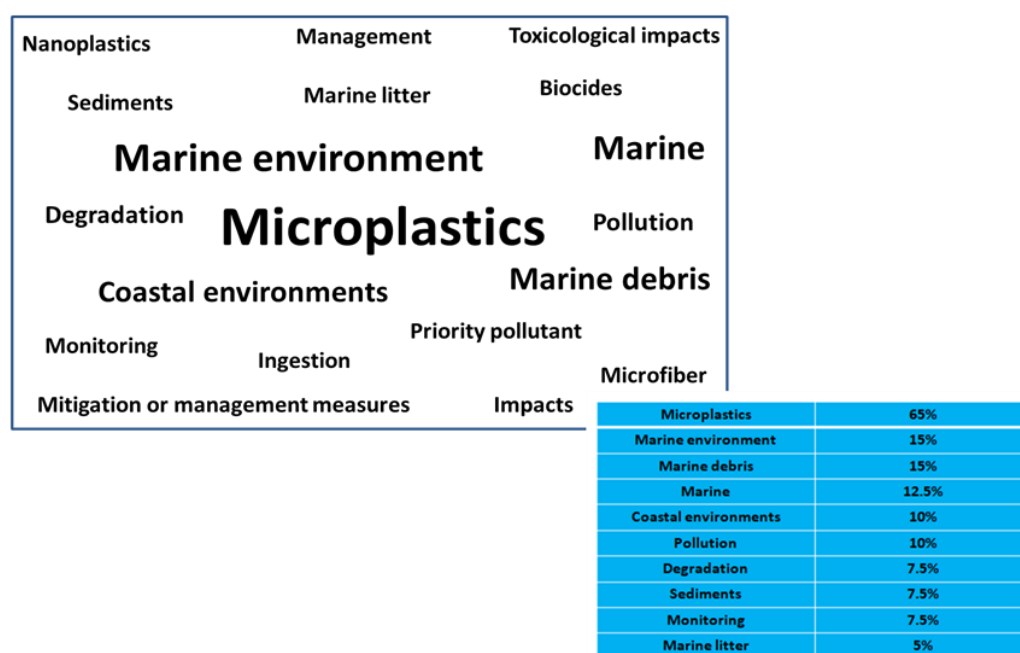 Nanoplastics
Management
Toxicological impacts
Sediments
Marine litter
Biocides
Marine environment
Marine
Degradation
Microplastics
Pollution
Coastal environments
Marine debris
Monitoring
Ingestion
Priority pollutant
Microfiber
Mitigation or management measures
Impacts
Microplastics 65%
Marine environment 15%
Marine debris 15%
Marine 12.5%
Coastal environments 10%
Pollution 10%
Degradation 7.5%
Sediments 7.5%
Monitoring 7.5%
Marine litter 5%